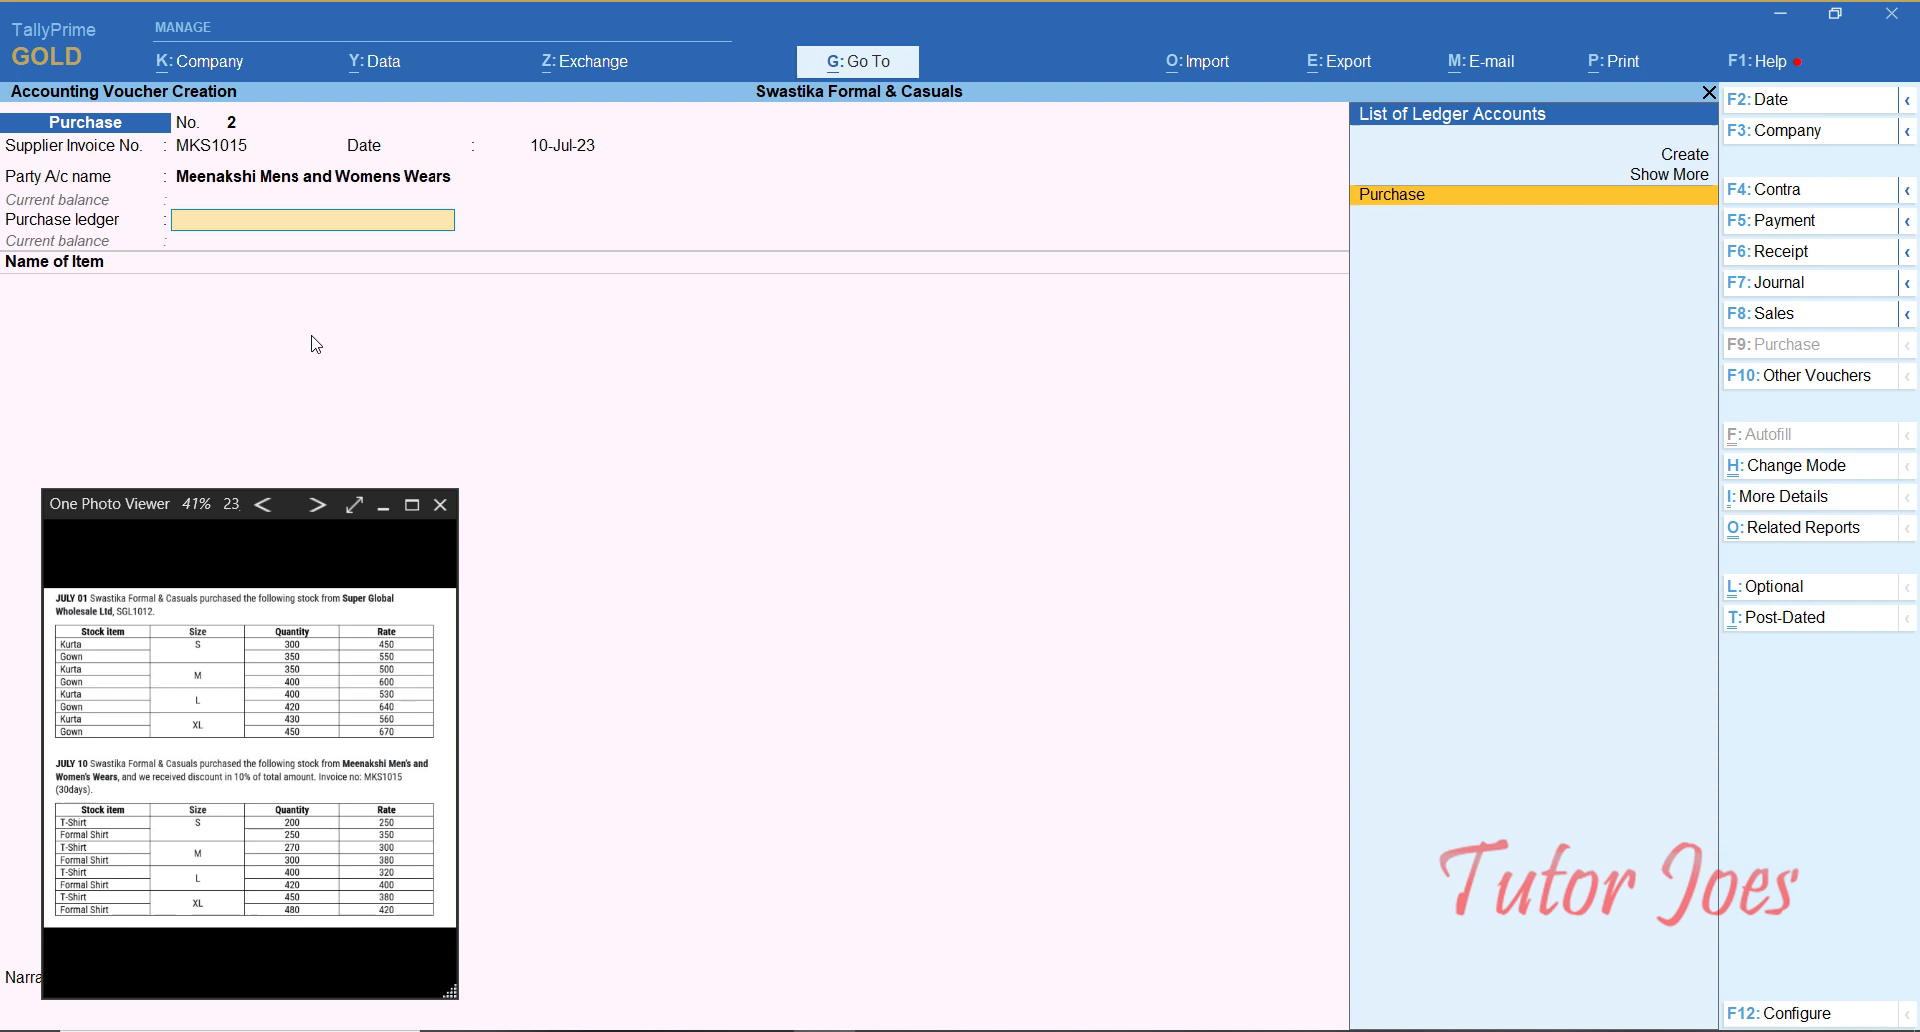 TallyPrime
GOLD
MANAGE
K: Company
Y: Data
Z: Exchange
G: Go To
O: Import
E: Export
M: E-mail
P: Print
F1: Help
Accounting Voucher Creation
Swastika Formal & Casuals
Purchase No. 2
Supplier Invoice No. : MKS1015 Date : 10-Jul-23
Party A/c name : Meenakshi Mens and Womens Wears
Current balance :
Purchase ledger :
Current balance :
Name of Item
List of Ledger Accounts
Create
Show More
Purchase
F2: Date
F3: Company
F4: Contra
F5: Payment
F6: Receipt
F7: Journal
F8: Sales
F9: Purchase
F10: Other Vouchers
F: Autofill
H: Change Mode
I: More Details
O: Related Reports
L: Optional
T: Post-Dated
F12: Configure
One Photo Viewer 41% 23.
JULY 01 Swastika Formal & Casuals purchased the following stock from Super Global
Wholesale Ltd, SGL1012.
Stock item Size Quantity Rate
Kurta S 300 450
Gown 350 550
Kurta M 350 500
Gown 400 600
Kurta L 400 530
Gown 420 640
Kurta XL 430 560
Gown 450 670
JULY 10 Swastika Formal & Casuals purchased the following stock from Meenakshi Men's and
Women's Wears, and we received discount in 10% of total amount. Invoice no: MKS1015
(30days).
Stock item Size Quantity Rate
T-Shirt S 200 250
Formal Shirt 250 350
T-Shirt M 270 300
Formal Shirt 300 380
T-Shirt L 400 320
Formal Shirt 420 400
T-Shirt XL 450 380
Formal Shirt 480 420
Narra
Tutor Joes